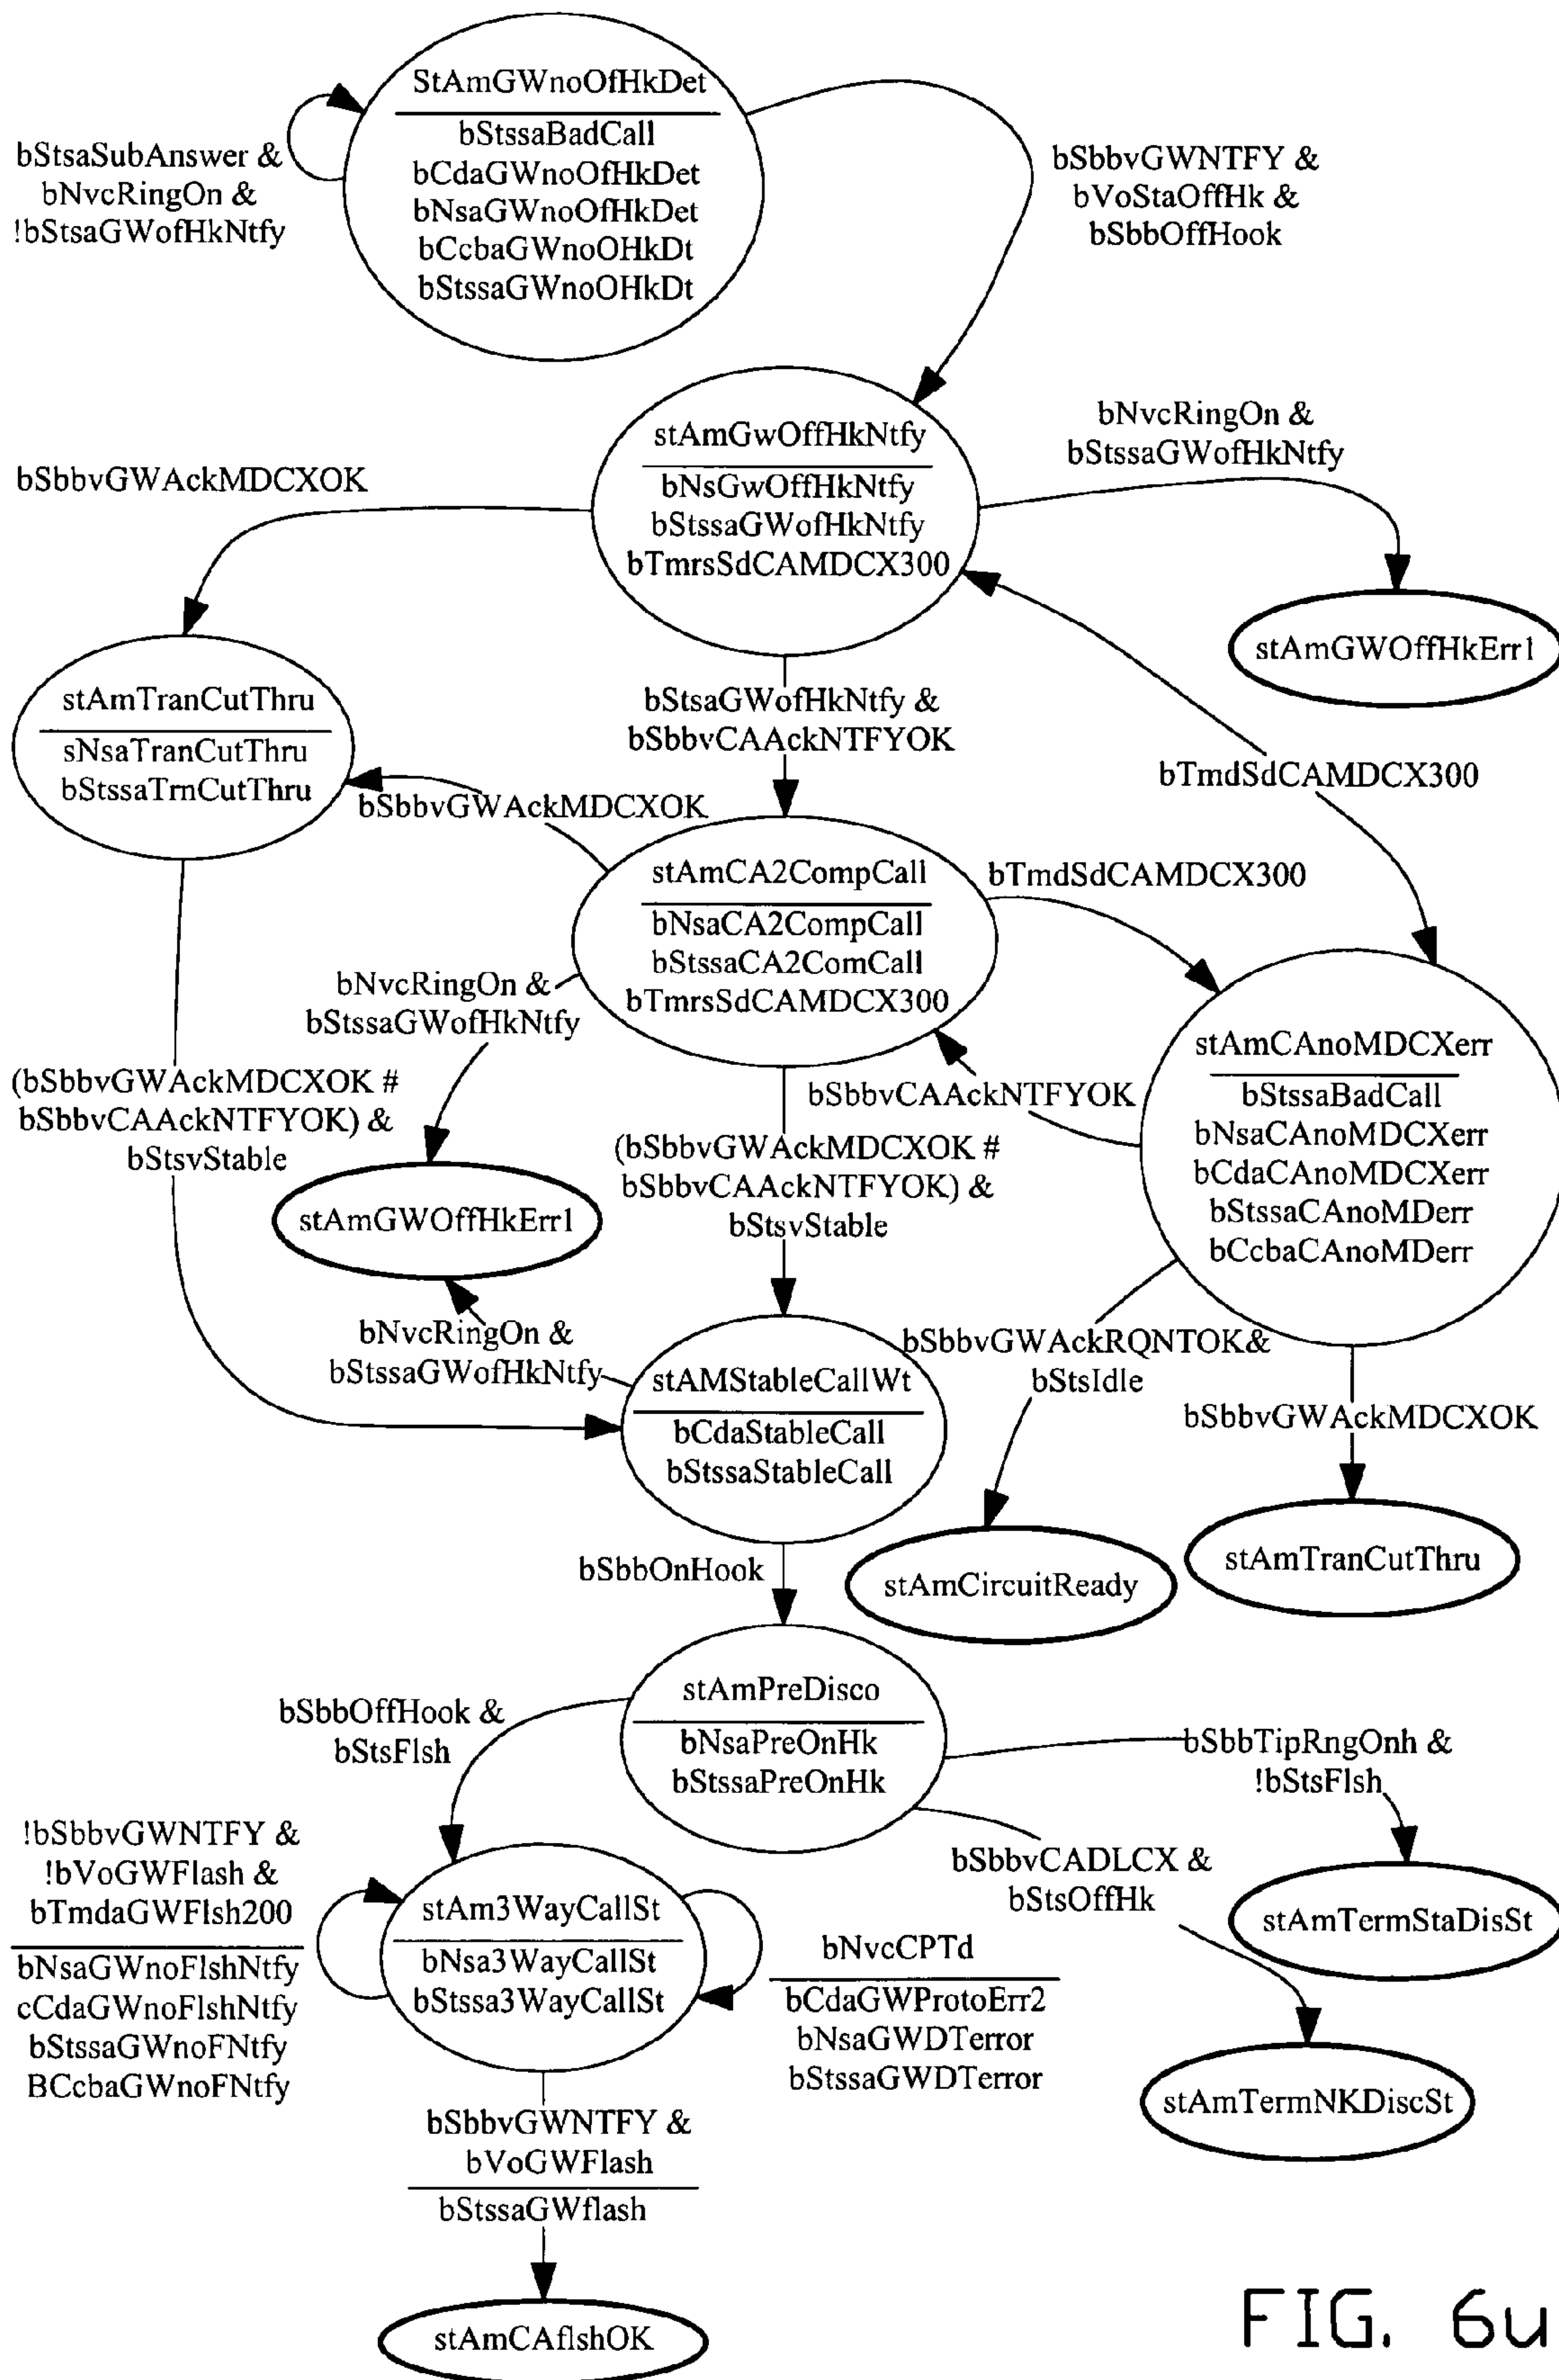 StAmGWnoOfHkDet
bStssaBadCall
bCdaGWnoOfHkDet
bNsaGWnoOfHkDet
bCcbaGWnoOHkDt
bStssaGWnoOHkDt
bStsaSubAnswer &
bNvcRingOn &
!bStsaGWofHkNtfy
bSbbvGWNTFY &
bVoStaOffHk &
bSbbOffHook
stAmGwOffHkNtfy
bNsGwOffHkNtfy
bStssaGWofHkNtfy
bTmrsSdCAMDCX300
bNvcRingOn &
bStssaGWofHkNtfy
bSbbvGWAckMDCXOK
stAmGWOffHkErr1
stAmTranCutThru
sNsaTranCutThru
bStssaTrnCutThru
bStsaGWofHkNtfy &
bSbbvCAAckNTFYOK
bTmdSdCAMDCX300
bSbbvGWAckMDCXOK
stAmCA2CompCall
bNsaCA2CompCall
bStssaCA2ComCall
bTmrsSdCAMDCX300
bTmdSdCAMDCX300
bNvcRingOn &
bStssaGWofHkNtfy
stAmCAnoMDCXerr
bStssaBadCall
bNsaCAnoMDCXerr
bCdaCAnoMDCXerr
bStssaCAnoMDerr
bCcbaCAnoMDerr
(bSbbvGWAckMDCXOK #
bSbbvCAAckNTFYOK) &
bStsvStable
bSbbvCAAckNTFYOK
(bSbbvGWAckMDCXOK #
bSbbvCAAckNTFYOK) &
bStsvStable
stAmGWOffHkErr1
bNvcRingOn &
bStssaGWofHkNtfy
stAMStableCallWt
bCdaStableCall
bStssaStableCall
bSbbvGWAckRQNTOK&
bStsIdle
bSbbvGWAckMDCXOK
bSbbOnHook
stAmCircuitReady
stAmTranCutThru
stAmPreDisco
bNsaPreOnHk
bStssaPreOnHk
bSbbOffHook &
bStsFlsh
bSbbTipRngOnh &
!bStsFlsh
bSbbvCADLCX &
bStsOffHk
stAmTermStaDisSt
!bSbbvGWNTFY &
!bVoGWFlash &
bTmdaGWFlsh200
bNsaGWnoFlshNtfy
cCdaGWnoFlshNtfy
bStssaGWnoFNtfy
BCcbaGWnoFNtfy
stAm3WayCallSt
bNsa3WayCallSt
bStssa3WayCallSt
bNvcCPTd
bCdaGWProtoErr2
bNsaGWDTerror
bStssaGWDTerror
stAmTermNKDiscSt
bSbbvGWNTFY &
bVoGWFlash
bStssaGWflash
stAmCAflshOK
FIG. 6u